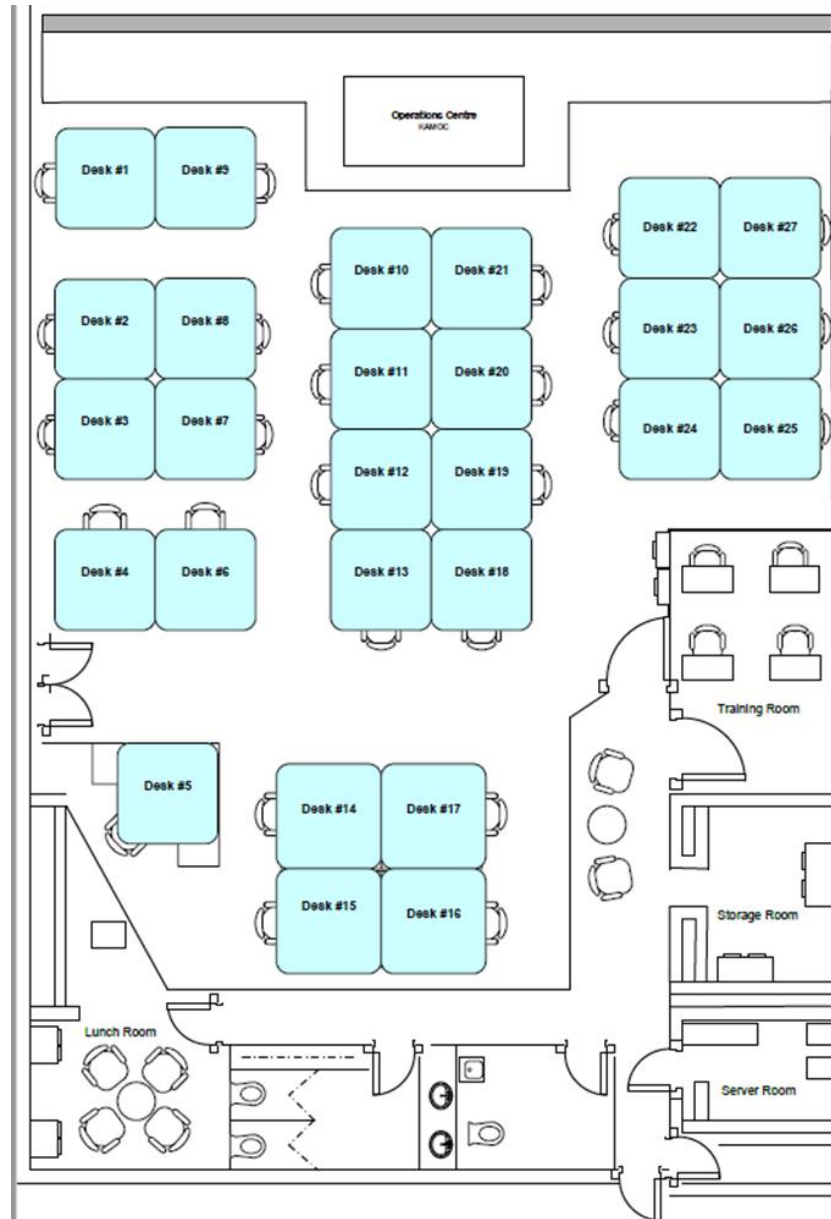 Operations Centre
KAMOC
Desk #1
Desk #9
Desk #22
Desk #27
Desk #10
Desk #21
Desk #2
Desk #8
Desk #23
Desk #26
Desk #11
Desk #20
Desk #3
Desk #7
Desk #24
Desk #25
Desk #12
Desk #19
Desk #4
Desk #6
Desk #13
Desk #18
Training Room
Desk #5
Desk #14
Desk #17
Desk #15
Desk #16
Storage Room
Lunch Room
Server Room